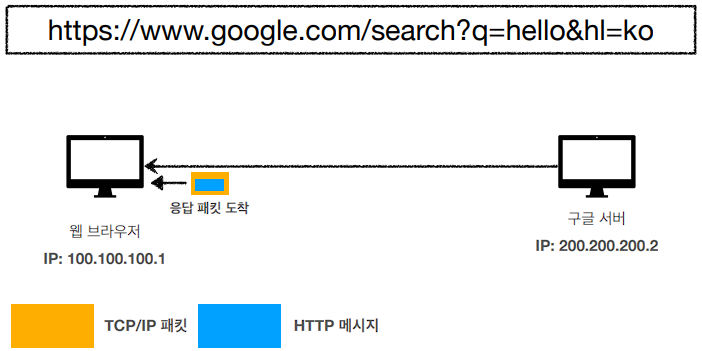 https://www.google.com/search?q=hello&hl=ko
응답 패킷 도착
웹 브라우저
IP: 100.100.100.1
구글 서버
IP: 200.200.200.2
TCP/IP 패킷
HTTP 메시지